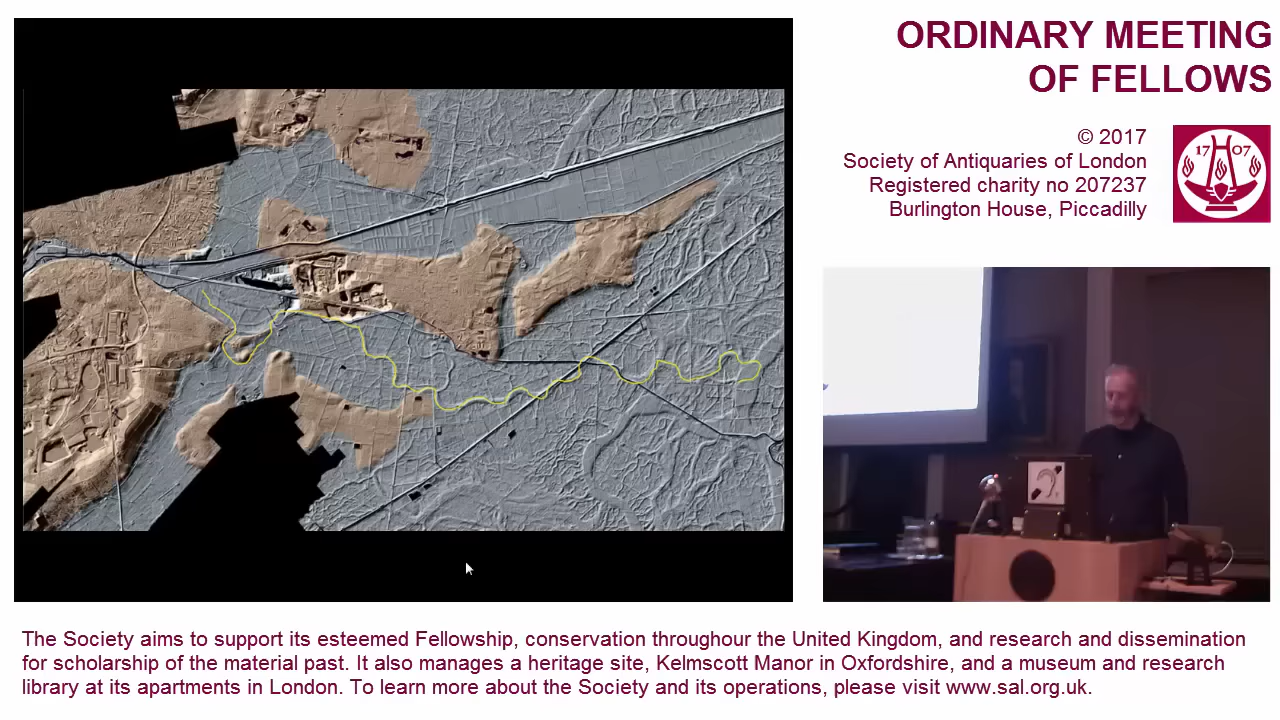 ORDINARY MEETING
OF FELLOWS
© 2017
Society of Antiquaries of London
Registered charity no 207237
Burlington House, Piccadilly
17 07
The Society aims to support its esteemed Fellowship, conservation throughour the United Kingdom, and research and dissemination
for scholarship of the material past. It also manages a heritage site, Kelmscott Manor in Oxfordshire, and a museum and research
library at its apartments in London. To learn more about the Society and its operations, please visit www.sal.org.uk.